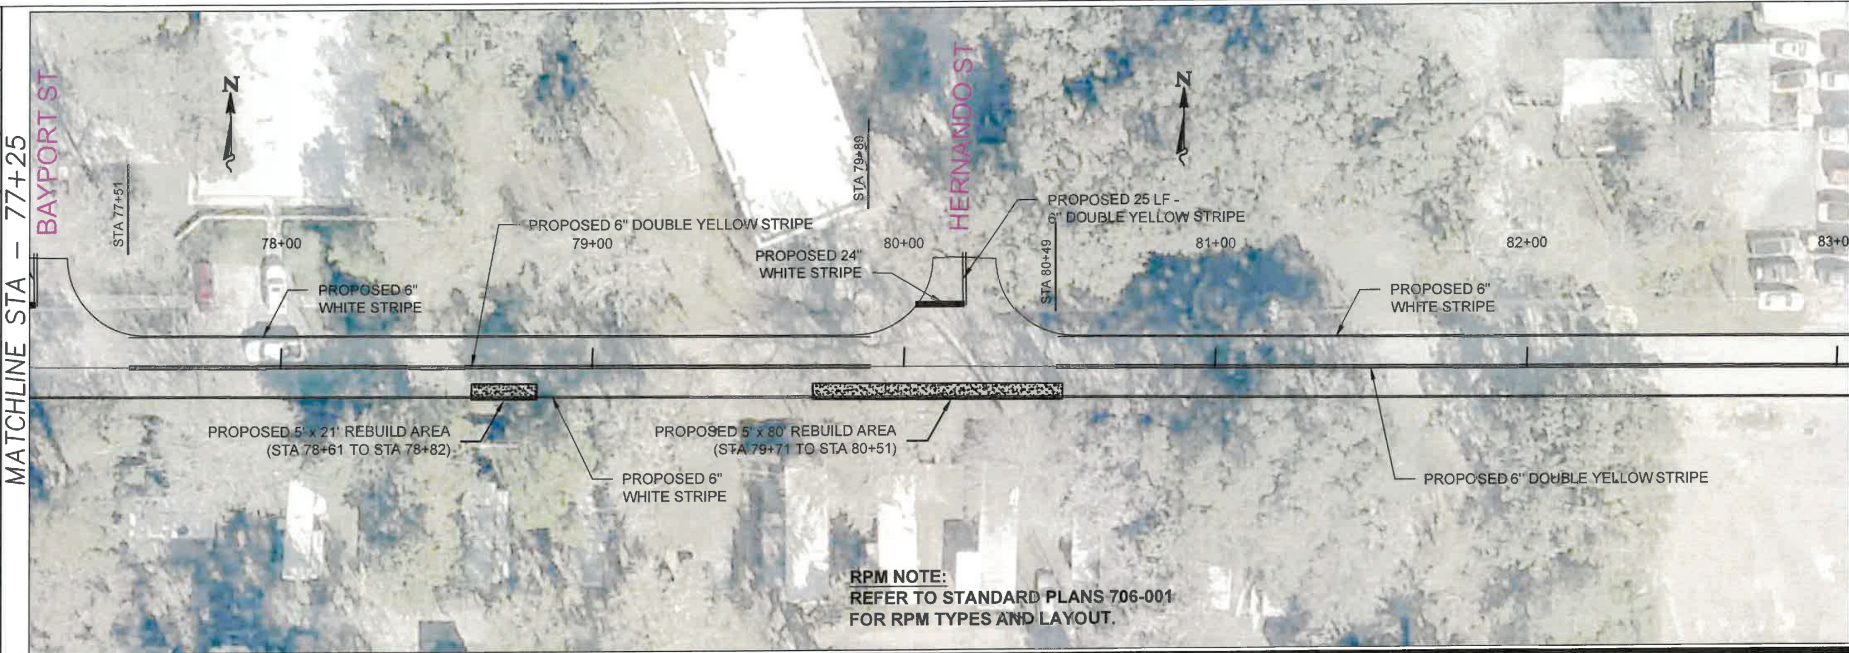 MATCHLINE STA - 77+25
BAYPORT ST
STA 77+51
N
78+00
PROPOSED 6"
WHITE STRIPE
PROPOSED 6" DOUBLE YELLOW STRIPE
79+00
STA 79+89
80+00
PROPOSED 24"
WHITE STRIPE
HERNANDO ST
PROPOSED 25 LF -
6" DOUBLE YELLOW STRIPE
STA 80+49
N
81+00
PROPOSED 6"
WHITE STRIPE
82+00
83+0
PROPOSED 5' x 21' REBUILD AREA
(STA 78+61 TO STA 78+82)
PROPOSED 6"
WHITE STRIPE
PROPOSED 5' x 80' REBUILD AREA
(STA 79+71 TO STA 80+51)
PROPOSED 6" DOUBLE YELLOW STRIPE
RPM NOTE:
REFER TO STANDARD PLANS 706-001
FOR RPM TYPES AND LAYOUT.